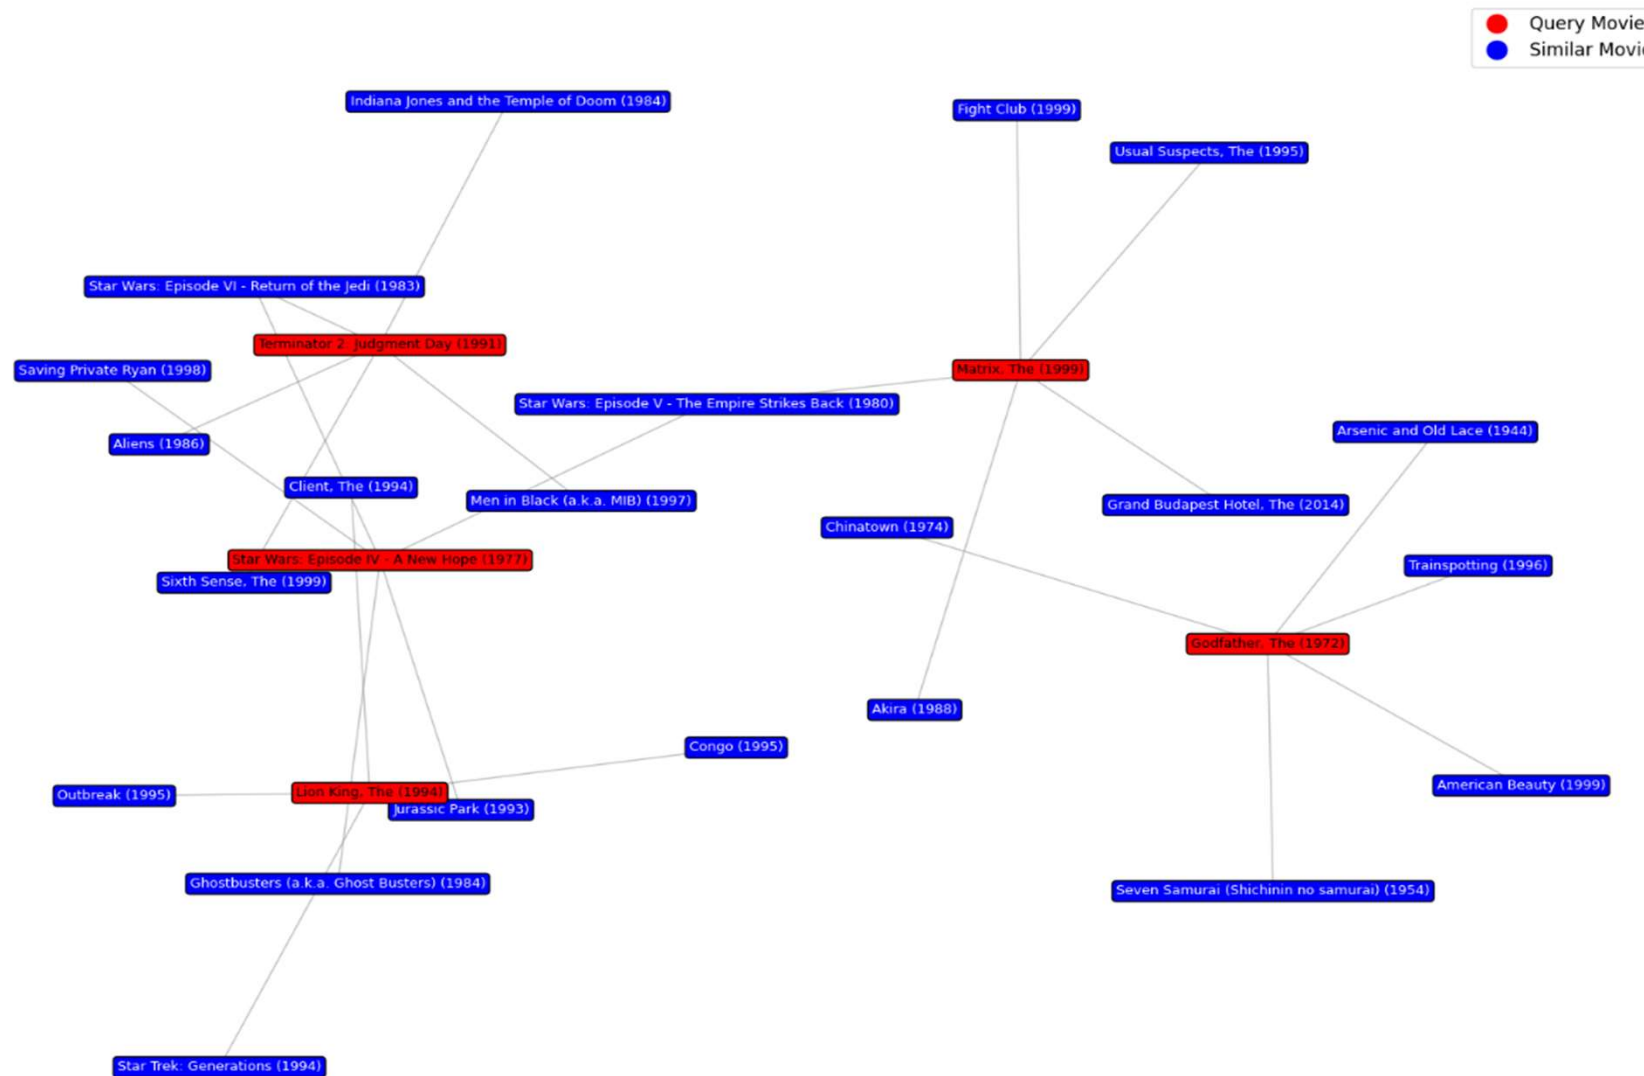 Query Movie
Similar Movi
Indiana Jones and the Temple of Doom (1984)
Fight Club (1999)
Usual Suspects, The (1995)
Star Wars: Episode VI - Return of the Jedi (1983)
Terminator 2: Judgment Day (1991)
Saving Private Ryan (1998)
Matrix, The (1999)
Star Wars: Episode V - The Empire Strikes Back (1980)
Arsenic and Old Lace (1944)
Aliens (1986)
Client, The (1994)
Men in Black (a.k.a. MIB) (1997)
Grand Budapest Hotel, The (2014)
Chinatown (1974)
Star Wars: Episode IV - A New Hope (1977)
Trainspotting (1996)
Sixth Sense, The (1999)
Godfather, The (1972)
Akira (1988)
Congo (1995)
Outbreak (1995)
Lion King, The (1994)
American Beauty (1999)
Jurassic Park (1993)
Ghostbusters (a.k.a. Ghost Busters) (1984)
Seven Samurai (Shichinin no samurai) (1954)
Star Trek: Generations (1994)